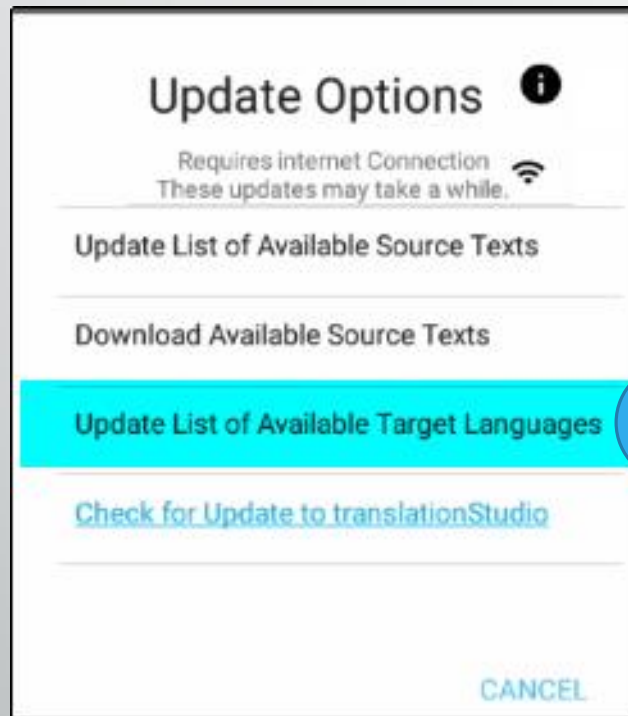 Update Options
Requires internet Connection
These updates may take a while.
Update List of Available Source Texts
Download Available Source Texts
Update List of Available Target Languages
Check for Update to translationStudio
CANCEL